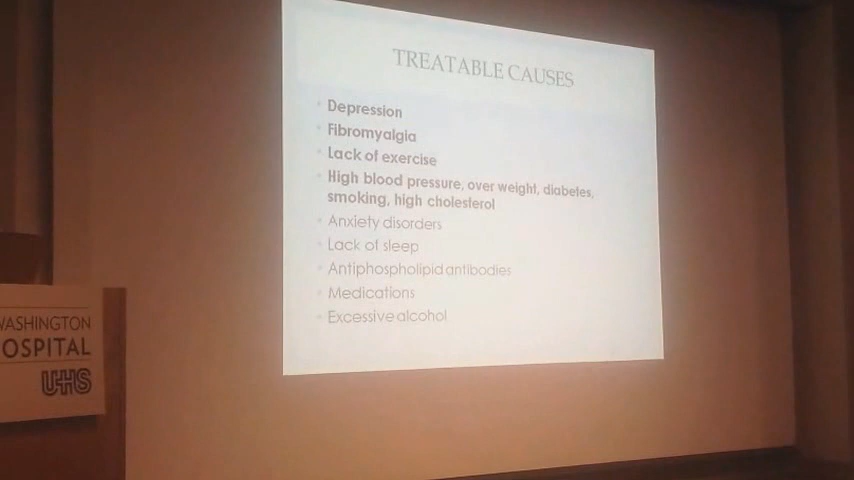 TREATABLE CAUSES
Depression
Fibromyalgia
Lack of exercise
High blood pressure, over weight, diabetes,
smoking, high cholesterol
Anxiety disorders
Lack of sleep
Antiphospholipid antibodies
Medications
Excessive alcohol
WASHINGTON
OSPITAL
UHS